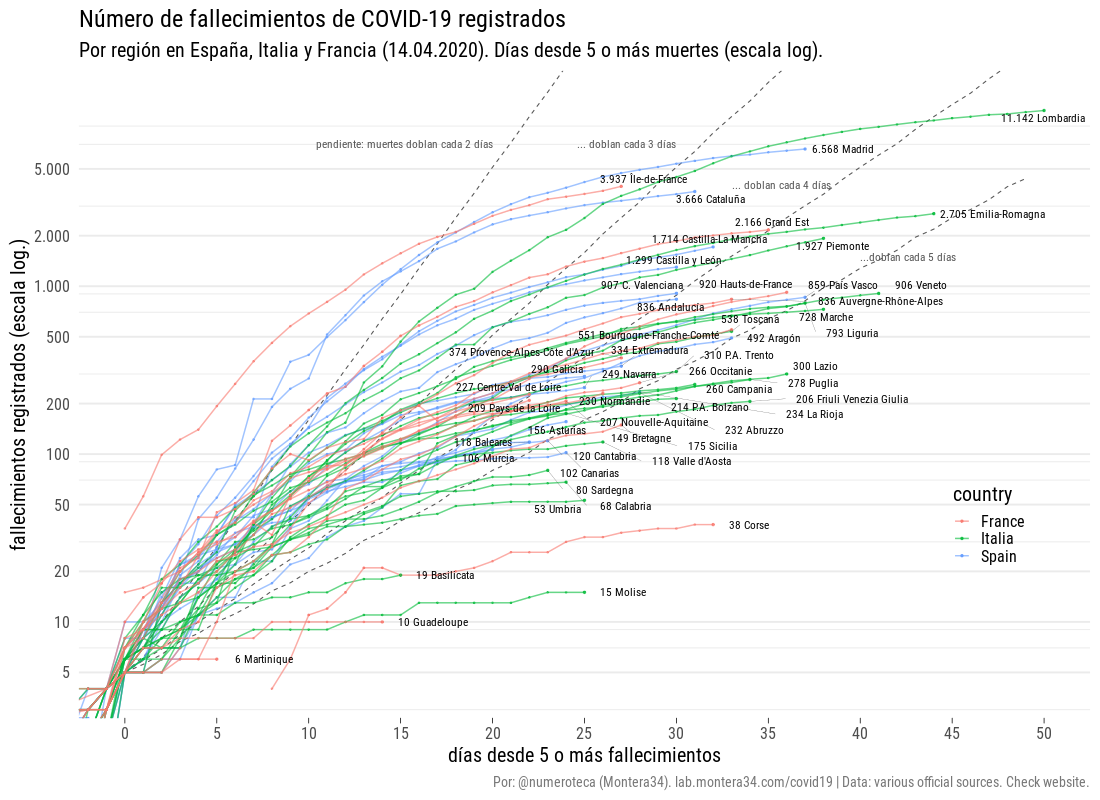 Número de fallecimientos de COVID-19 registrados
Por región en España, Italia y Francia (14.04.2020). Días desde 5 o más muertes (escala log).
fallecimientos registrados (escala log.)
5.000
2.000
1.000
500
200
100
50
20
10
5
pendiente: muertes doblan cada 2 días
... doblan cada 3 días
... doblan cada 4 días
...doblan cada 5 días
11.142 Lombardia
6.568 Madrid
3.937 Île-de-France
3.666 Cataluña
2.705 Emilia-Romagna
2.166 Grand Est
1.714 Castilla-La Mancha
1.927 Piemonte
1.299 Castilla y León
907 C. Valenciana
920 Hauts-de-France
859 País Vasco
906 Veneto
836 Andalucía
836 Auvergne-Rhône-Alpes
538 Toscana
728 Marche
793 Liguria
551 Bourgogne-Franche-Comté
492 Aragón
374 Provence-Alpes-Côte d'Azur
334 Extremadura
310 P.A. Trento
290 Galicia
249 Navarra
266 Occitanie
300 Lazio
227 Centre-Val de Loire
260 Campania
278 Puglia
209 Pays de la Loire
230 Normandie
214 P.A. Bolzano
206 Friuli Venezia Giulia
234 La Rioja
207 Nouvelle-Aquitaine
156 Asturias
232 Abruzzo
118 Baleares
149 Bretagne
175 Sicilia
106 Murcia
120 Cantabria
118 Valle d'Aosta
102 Canarias
80 Sardegna
53 Umbria
68 Calabria
38 Corse
19 Basilicata
15 Molise
10 Guadeloupe
6 Martinique
country
France
Italia
Spain
0 5 10 15 20 25 30 35 40 45 50
días desde 5 o más fallecimientos
Por: @numeroteca (Montera34). lab.montera34.com/covid19 | Data: various official sources. Check website.